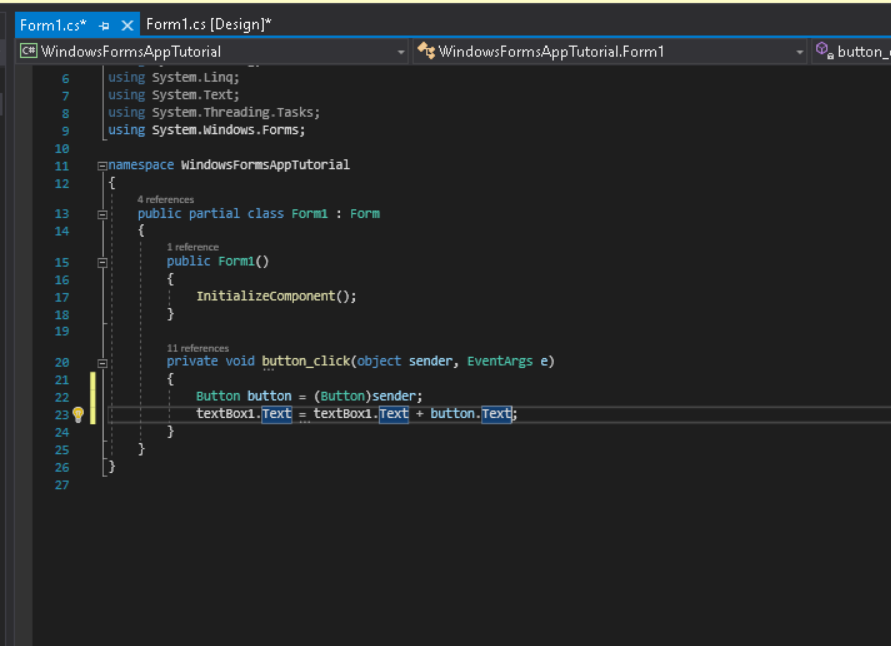 Form1.cs* Form1.cs [Design]*
C# WindowsFormsAppTutorial WindowsFormsAppTutorial.Form1
6 using System.Linq;
7 using System.Text;
8 using System.Threading.Tasks;
9 using System.Windows.Forms;
10
11 namespace WindowsFormsAppTutorial
12 {
4 references
13 public partial class Form1 : Form
14 {
1 reference
15 public Form1()
16 {
17 InitializeComponent();
18 }
19
11 references
20 private void button_click(object sender, EventArgs e)
21 {
22 Button button = (Button)sender;
23 textBox1.Text = textBox1.Text + button.Text;
24 }
25 }
26 }
27